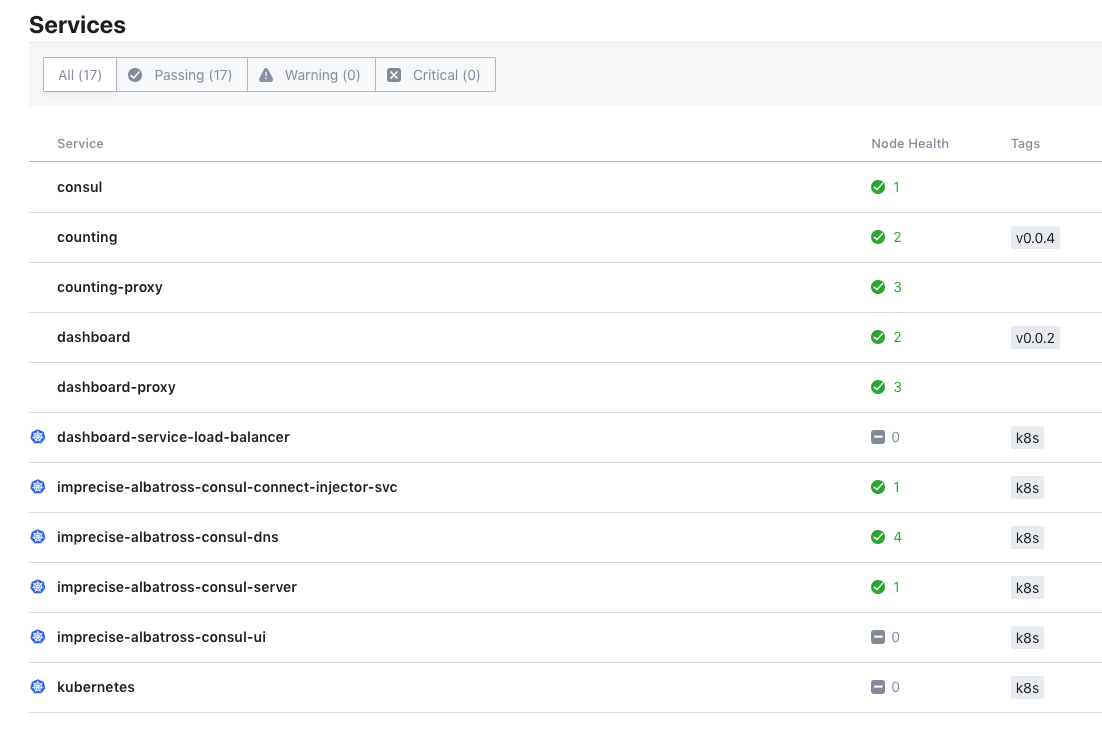 Services
All (17) Passing (17) Warning (0) Critical (0)
Service Node Health Tags
consul 1
counting 2 v0.0.4
counting-proxy 3
dashboard 2 v0.0.2
dashboard-proxy 3
dashboard-service-load-balancer 0 k8s
imprecise-albatross-consul-connect-injector-svc 1 k8s
imprecise-albatross-consul-dns 4 k8s
imprecise-albatross-consul-server 1 k8s
imprecise-albatross-consul-ui 0 k8s
kubernetes 0 k8s